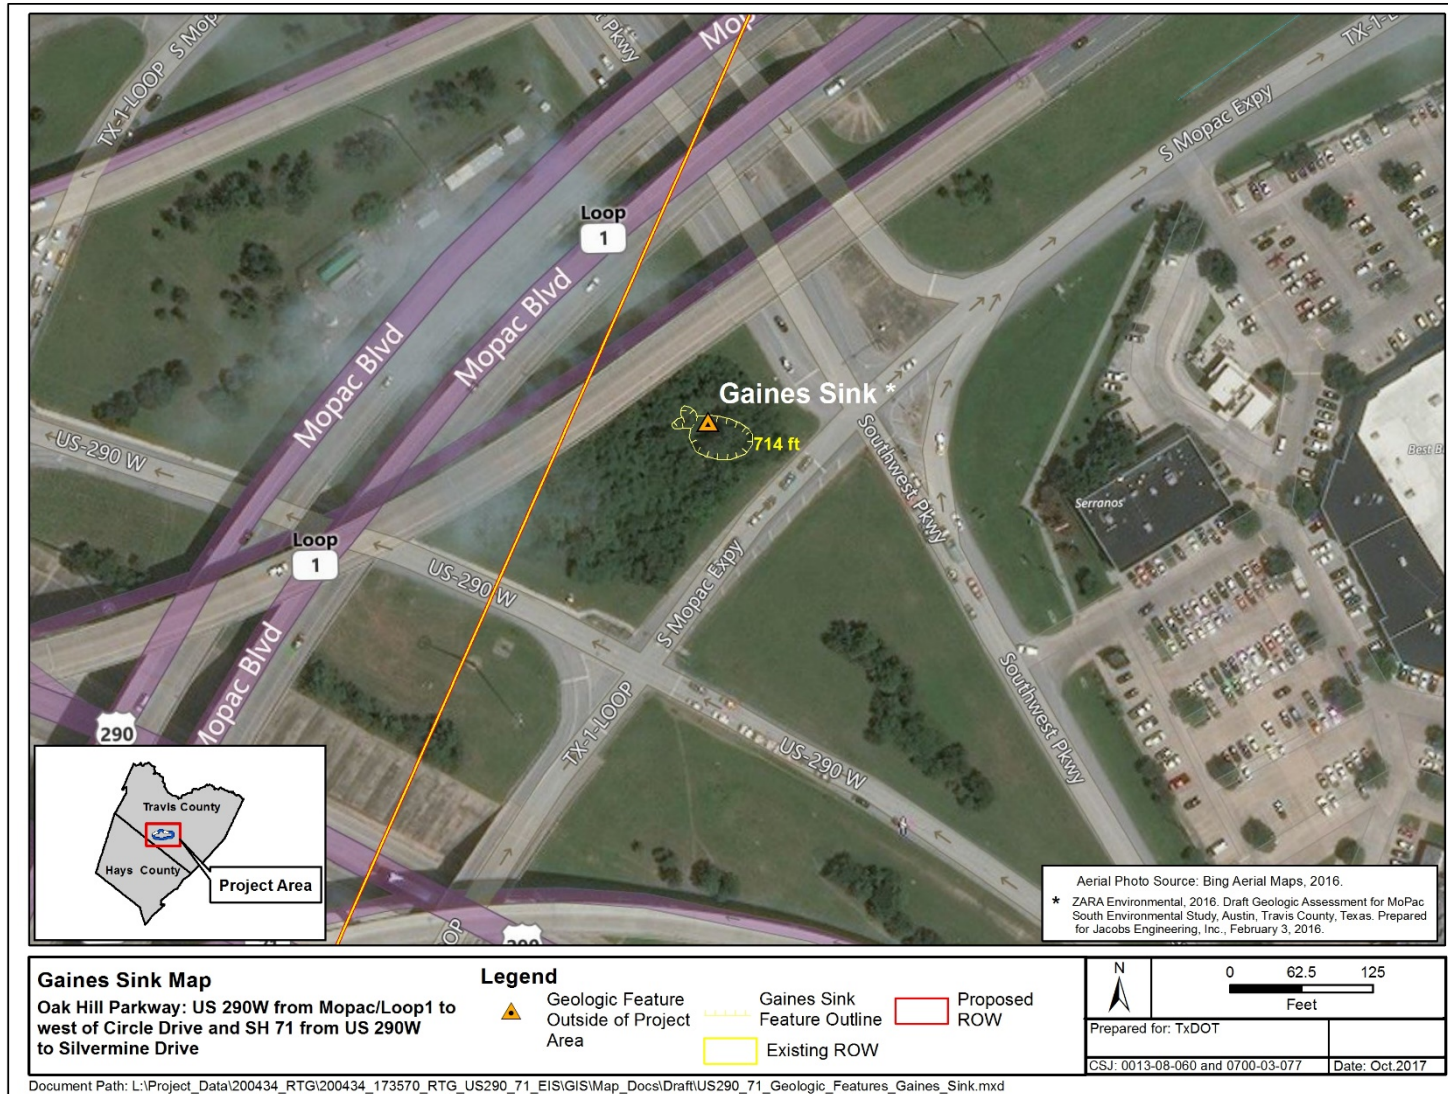 TX-1-LOOP
S Mop
t Pkwy
Mop
TX-1-L
S Mopac Expy
Loop
1
Mopac Blvd
Mopac Blvd
Gaines Sink *
714 ft
US-290 W
Southwest Pkwy
Best B
Serranos
Loop
1
US-290 W
S Mopac Expy
Mopac Blvd
Southwest Pkwy
TX-1-LOOP
US-290 W
290
OOP
290
71
Travis County
Hays County
Project Area
Aerial Photo Source: Bing Aerial Maps, 2016.
* ZARA Environmental, 2016. Draft Geologic Assessment for MoPac
South Environmental Study, Austin, Travis County, Texas. Prepared
for Jacobs Engineering, Inc., February 3, 2016.
Gaines Sink Map
Oak Hill Parkway: US 290W from Mopac/Loop1 to
west of Circle Drive and SH 71 from US 290W
to Silvermine Drive
Legend
Geologic Feature
Outside of Project
Area
Gaines Sink
Feature Outline
Existing ROW
Proposed
ROW
N
0 62.5 125
Feet
Prepared for: TxDOT
CSJ: 0013-08-060 and 0700-03-077
Date: Oct.2017
Document Path: L:\Project_Data\200434_RTG\200434_173570_RTG_US290_71_EIS\GIS\Map_Docs\Draft\US290_71_Geologic_Features_Gaines_Sink.mxd